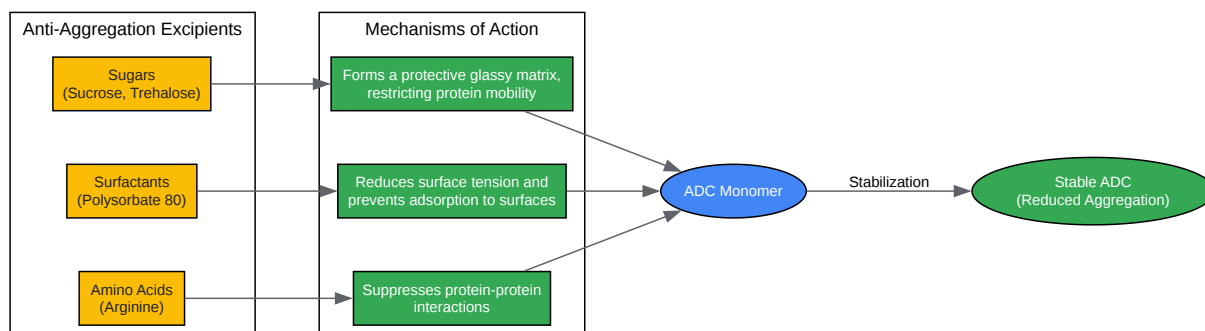 Anti-Aggregation Excipients
Sugars
(Sucrose, Trehalose)
Surfactants
(Polysorbate 80)
Amino Acids
(Arginine)
Mechanisms of Action
Forms a protective glassy matrix,
restricting protein mobility
Reduces surface tension and
prevents adsorption to surfaces
Suppresses protein-protein
interactions
ADC Monomer
Stabilization
Stable ADC
(Reduced Aggregation)